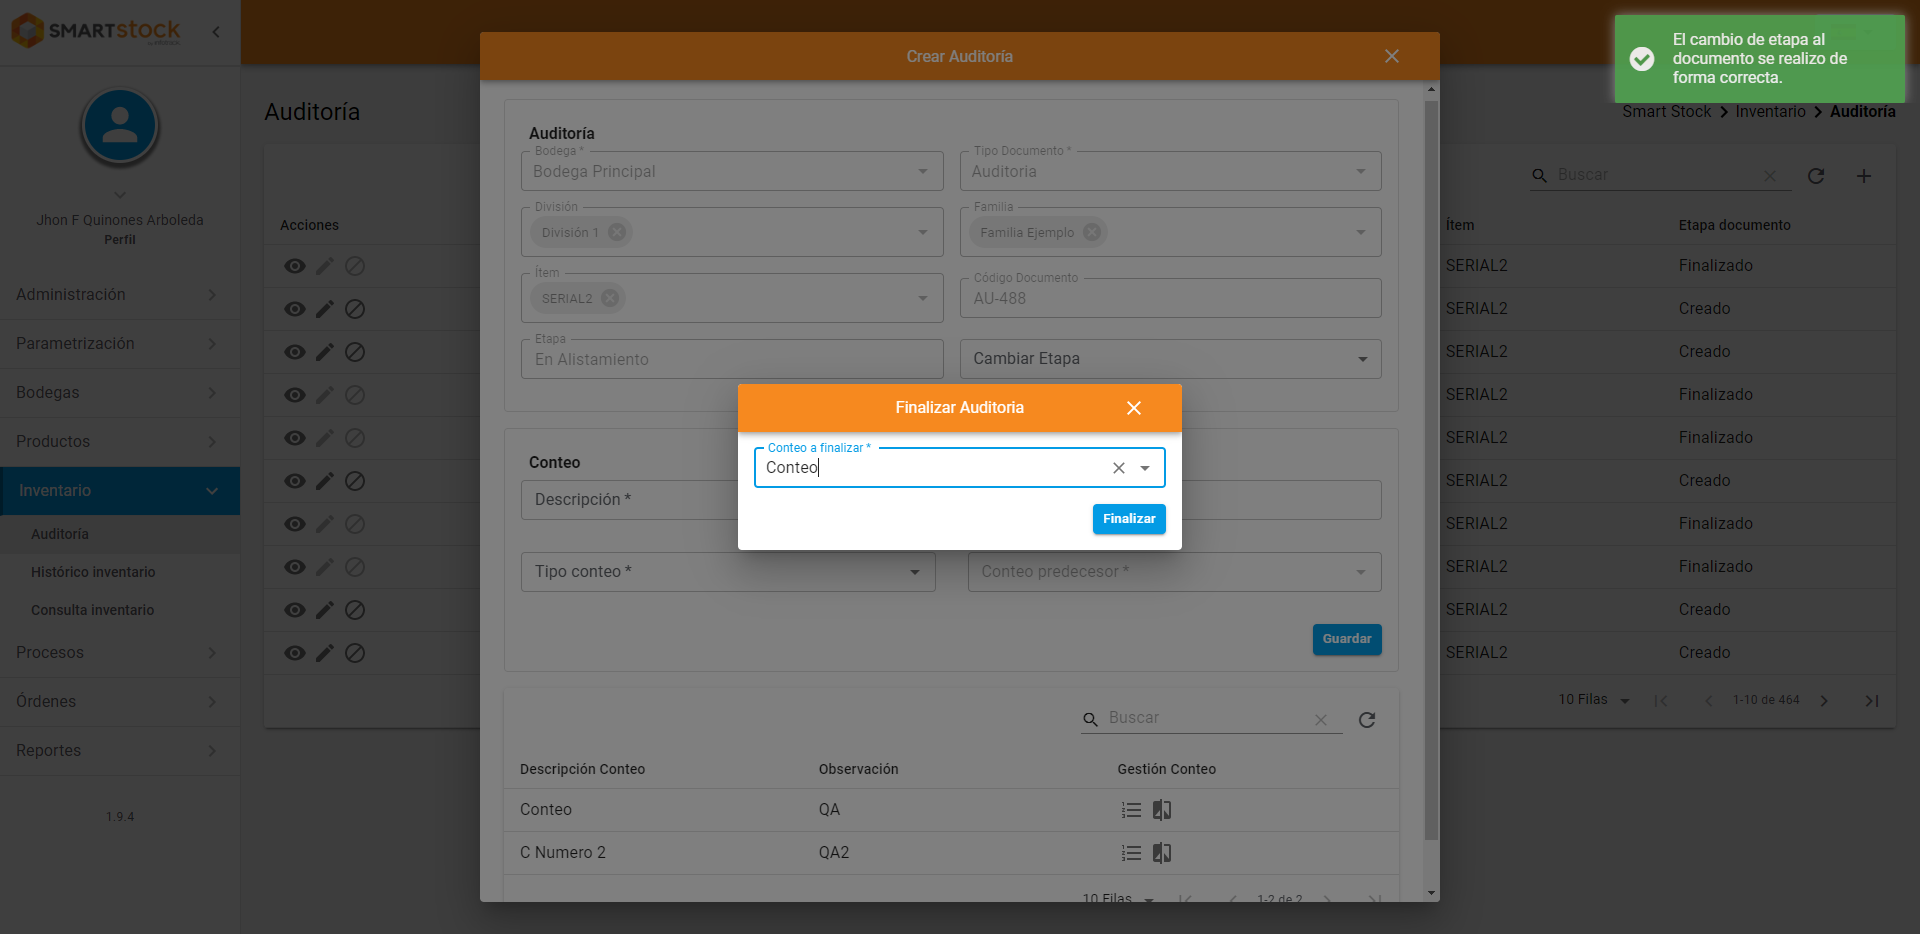 SMARTstock
Jhon F Quinones Arboleda
Perfil
Administración
Parametrización
Bodegas
Productos
Inventario
Auditoría
Histórico inventario
Consulta inventario
Procesos
Órdenes
Reportes
1.9.4
Auditoría
Smart Stock > Inventario > Auditoría
El cambio de etapa al
documento se realizo de
forma correcta.
Buscar
Acciones
Ítem Etapa documento
SERIAL2 Finalizado
SERIAL2 Creado
SERIAL2 Creado
SERIAL2 Finalizado
SERIAL2 Finalizado
SERIAL2 Creado
SERIAL2 Finalizado
SERIAL2 Finalizado
SERIAL2 Creado
SERIAL2 Creado
10 Filas 1-10 de 464
Crear Auditoría
Auditoría
Bodega * Tipo Documento *
Bodega Principal Auditoria
División Familia
División 1 Familia Ejemplo
Ítem Código Documento
SERIAL2 AU-488
Etapa
En Alistamiento Cambiar Etapa
Finalizar Auditoria
Conteo a finalizar *
Conteo
Finalizar
Conteo
Descripción *
Tipo conteo * Conteo predecesor *
Guardar
Buscar
Descripción Conteo Observación Gestión Conteo
Conteo QA
C Numero 2 QA2
10 Filas 1-2 de 2